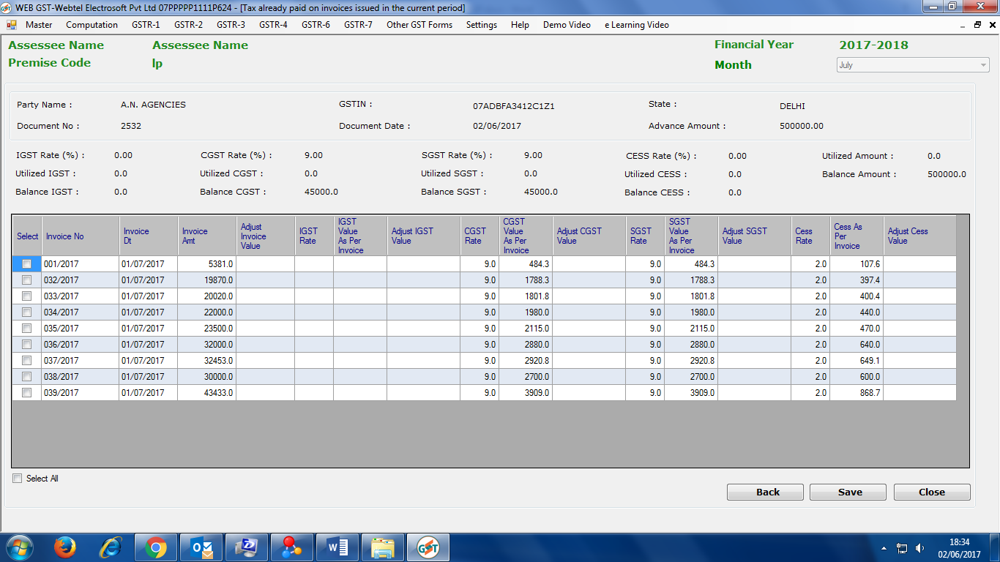 WEB GST-Webtel Electrosoft Pvt Ltd 07PPPPP1111P624 - [Tax already paid on invoices issued in the current period]
Master Computation GSTR-1 GSTR-2 GSTR-3 GSTR-4 GSTR-6 GSTR-7 Other GST Forms Settings Help Demo Video e Learning Video
Assessee Name Assessee Name Financial Year 2017-2018
Premise Code lp Month July
Party Name : A.N. AGENCIES GSTIN : 07ADBFA3412C1Z1 State : DELHI
Document No : 2532 Document Date : 02/06/2017 Advance Amount : 500000.00
IGST Rate (%) : 0.00 CGST Rate (%) : 9.00 SGST Rate (%) : 9.00 CESS Rate (%) : 0.00 Utilized Amount : 0.0
Utilized IGST : 0.0 Utilized CGST : 0.0 Utilized SGST : 0.0 Utilized CESS : 0.0 Balance Amount : 500000.0
Balance IGST : 0.0 Balance CGST : 45000.0 Balance SGST : 45000.0 Balance CESS : 0.0
Select Invoice No Invoice Dt Invoice Amt Adjust Invoice Value IGST Rate IGST Value As Per Invoice Adjust IGST Value CGST Rate CGST Value As Per Invoice Adjust CGST Value SGST Rate SGST Value As Per Invoice Adjust SGST Value Cess Rate Cess As Per Invoice Adjust Cess Value
001/2017 01/07/2017 5381.0 9.0 484.3 9.0 484.3 2.0 107.6
032/2017 01/07/2017 19870.0 9.0 1788.3 9.0 1788.3 2.0 397.4
033/2017 01/07/2017 20020.0 9.0 1801.8 9.0 1801.8 2.0 400.4
034/2017 01/07/2017 22000.0 9.0 1980.0 9.0 1980.0 2.0 440.0
035/2017 01/07/2017 23500.0 9.0 2115.0 9.0 2115.0 2.0 470.0
036/2017 01/07/2017 32000.0 9.0 2880.0 9.0 2880.0 2.0 640.0
037/2017 01/07/2017 32453.0 9.0 2920.8 9.0 2920.8 2.0 649.1
038/2017 01/07/2017 30000.0 9.0 2700.0 9.0 2700.0 2.0 600.0
039/2017 01/07/2017 43433.0 9.0 3909.0 9.0 3909.0 2.0 868.7
Select All
Back Save Close
GST
18:34
02/06/2017